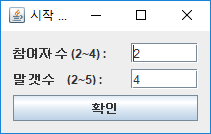 시작 ...
참여자 수 (2~4) : 2
말 갯수 (2~5) : 4
확인